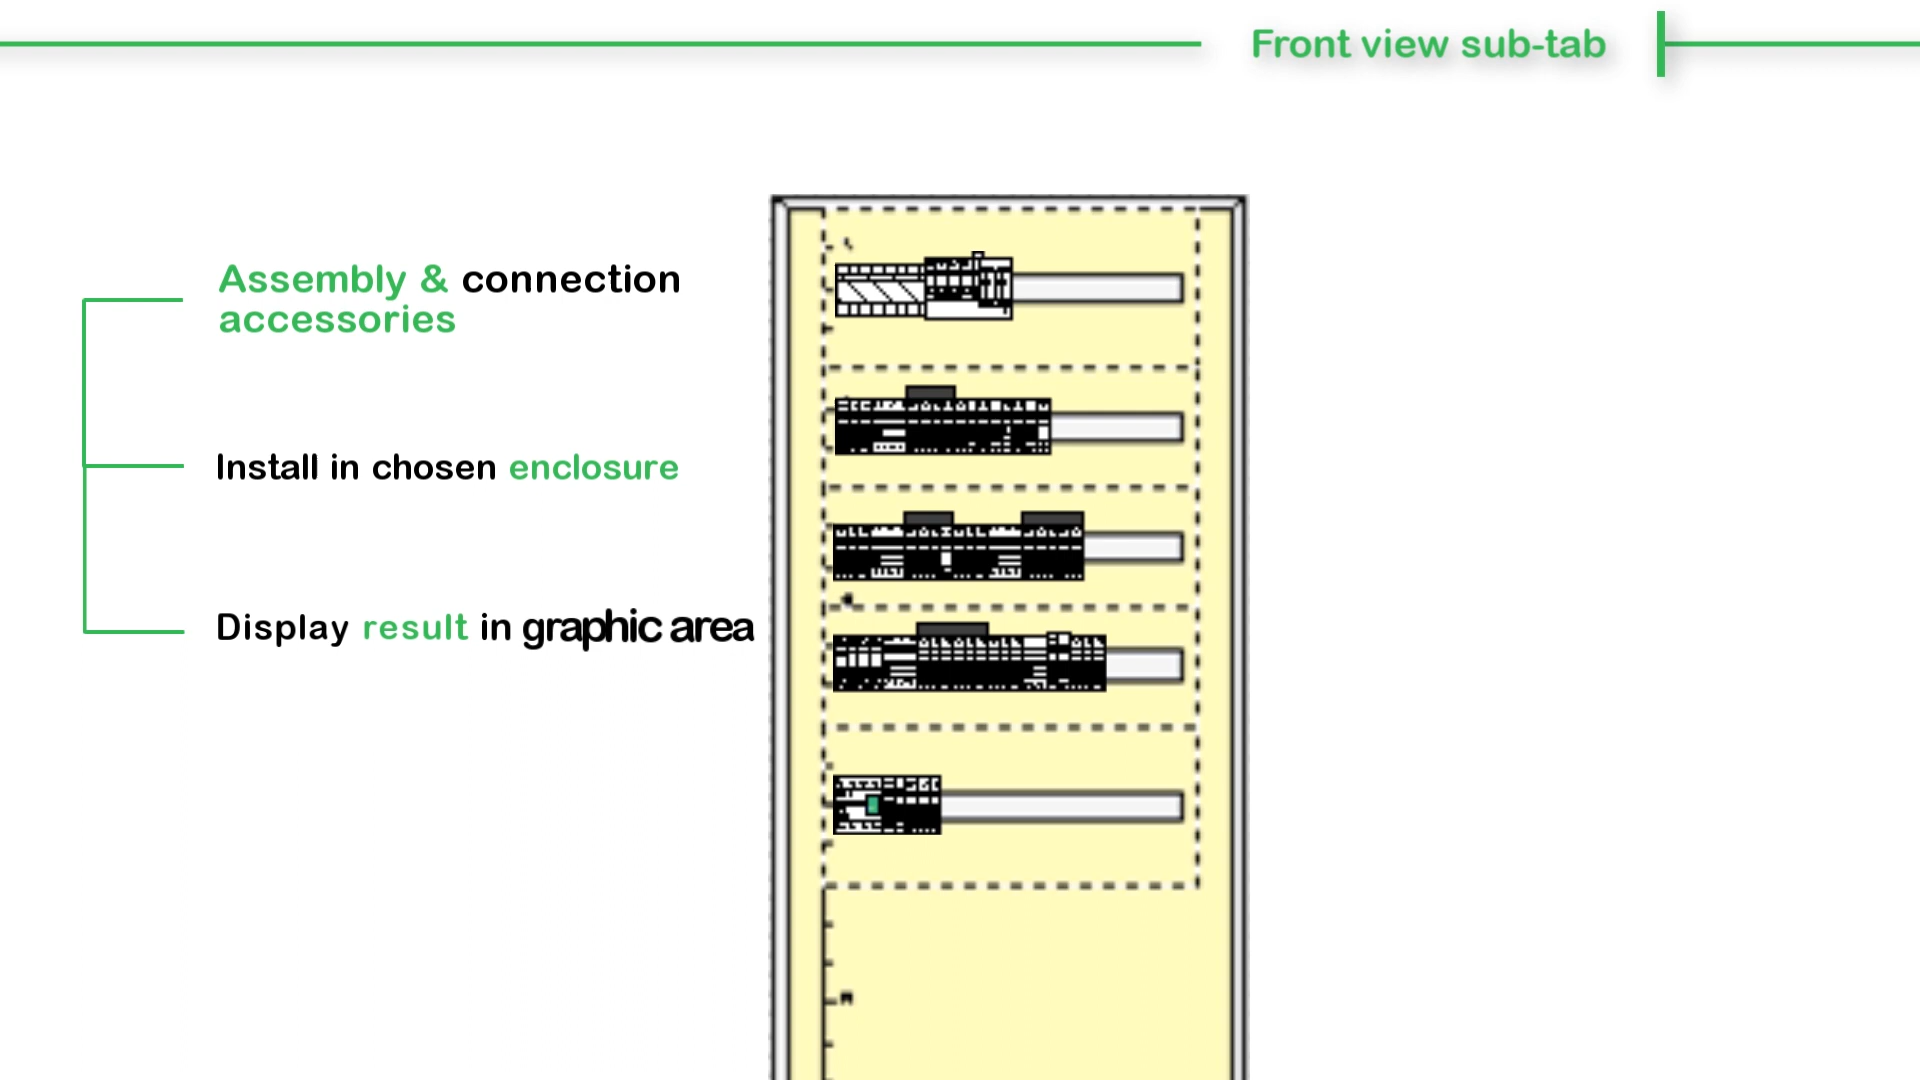 Front view sub-tab
Assembly & connection
accessories
Install in chosen enclosure
Display result in graphic area